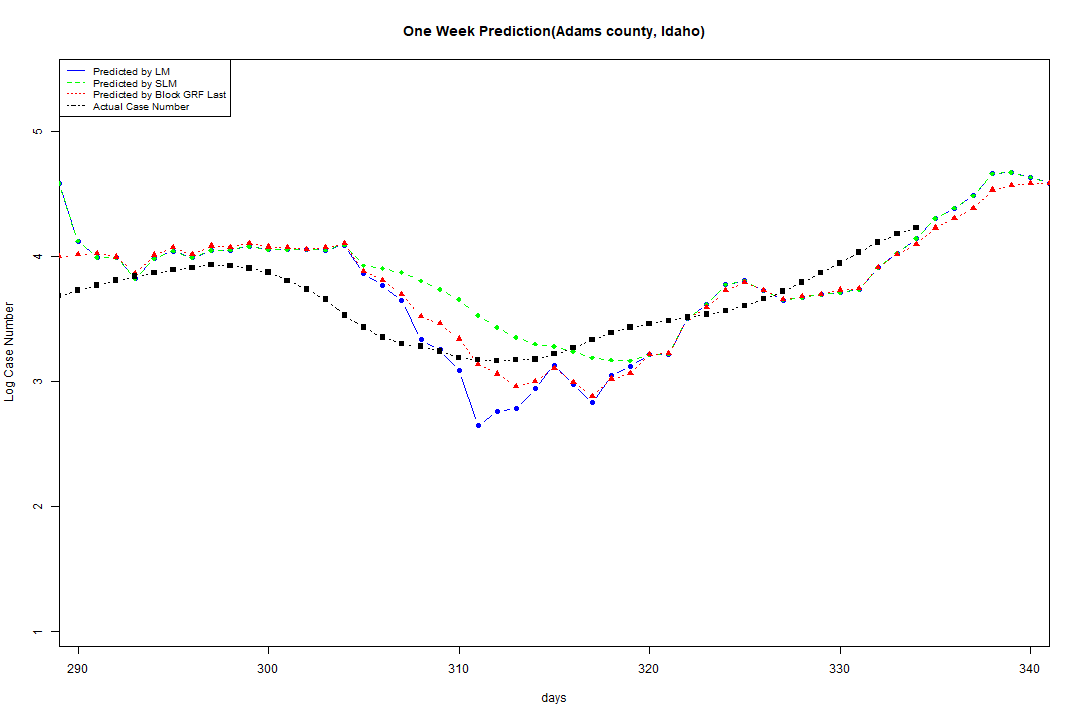 One Week Prediction(Adams county, Idaho)
Predicted by LM
Predicted by SLM
Predicted by Block GRF Last
Actual Case Number
5
4
3
2
1
Log Case Number
290 300 310 320 330 340
days